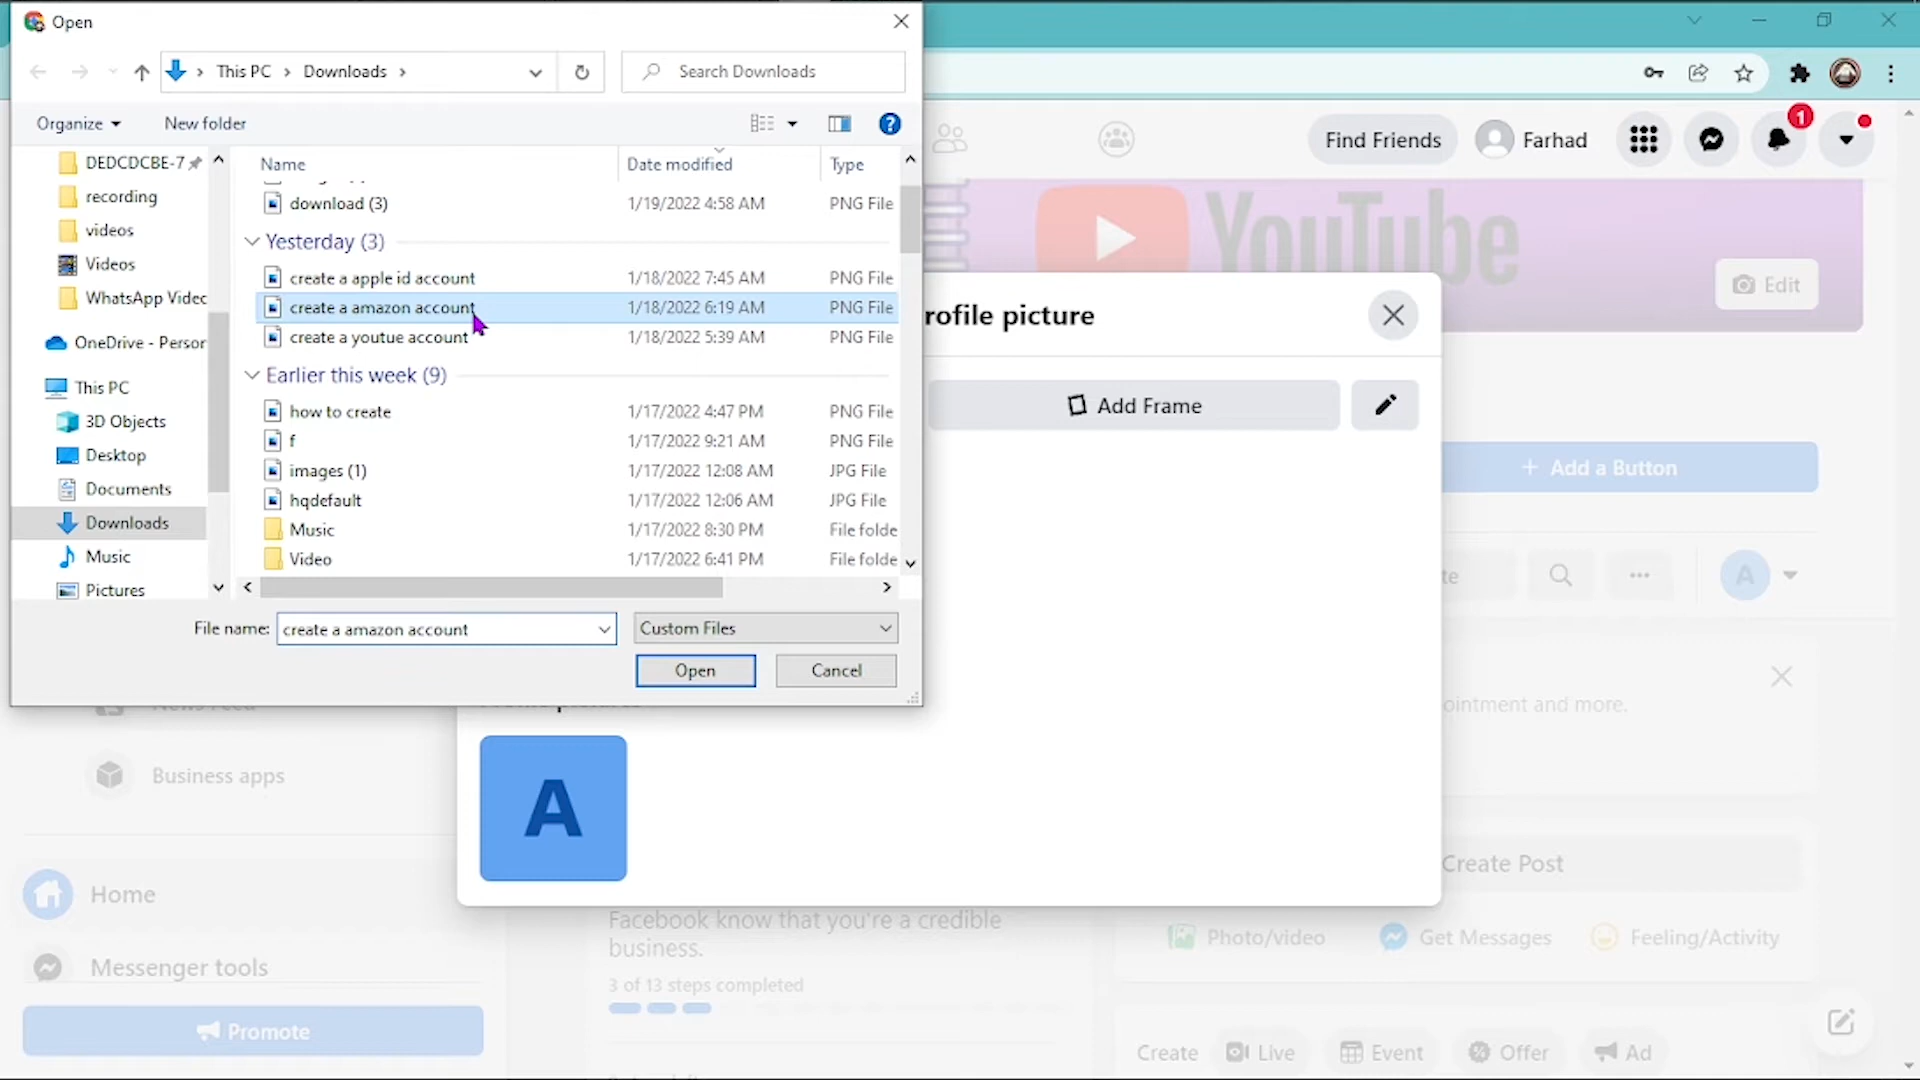 Open
This PC
Downloads
Search Downloads
Organize
New folder
DEDCDCBE-7
recording
videos
Videos
WhatsApp Videc
OneDrive - Person
This PC
3D Objects
Desktop
Documents
Downloads
Music
Pictures
Name
Date modified
Type
download (3)
1/19/2022 4:58 AM
PNG File
Yesterday (3)
create a apple id account
1/18/2022 7:45 AM
PNG File
create a amazon account
1/18/2022 6:19 AM
PNG File
create a youtue account
1/18/2022 5:39 AM
PNG File
Earlier this week (9)
how to create
1/17/2022 4:47 PM
PNG File
f
1/17/2022 9:21 AM
PNG File
images (1)
1/17/2022 12:08 AM
JPG File
hqdefault
1/17/2022 12:06 AM
JPG File
Music
1/17/2022 8:30 PM
File folde
Video
1/17/2022 6:41 PM
File folde
File name:
create a amazon account
Custom Files
Open
Cancel
Find Friends
Farhad
1
YouTube
Edit
rofile picture
Add Frame
+ Add a Button
te
A
ointment and more.
News Feed
Business apps
A
Home
Messenger tools
Promote
Facebook know that you're a credible
business.
3 of 13 steps completed
Create Post
Photo/video
Get Messages
Feeling/Activity
Create
Live
Event
Offer
Ad